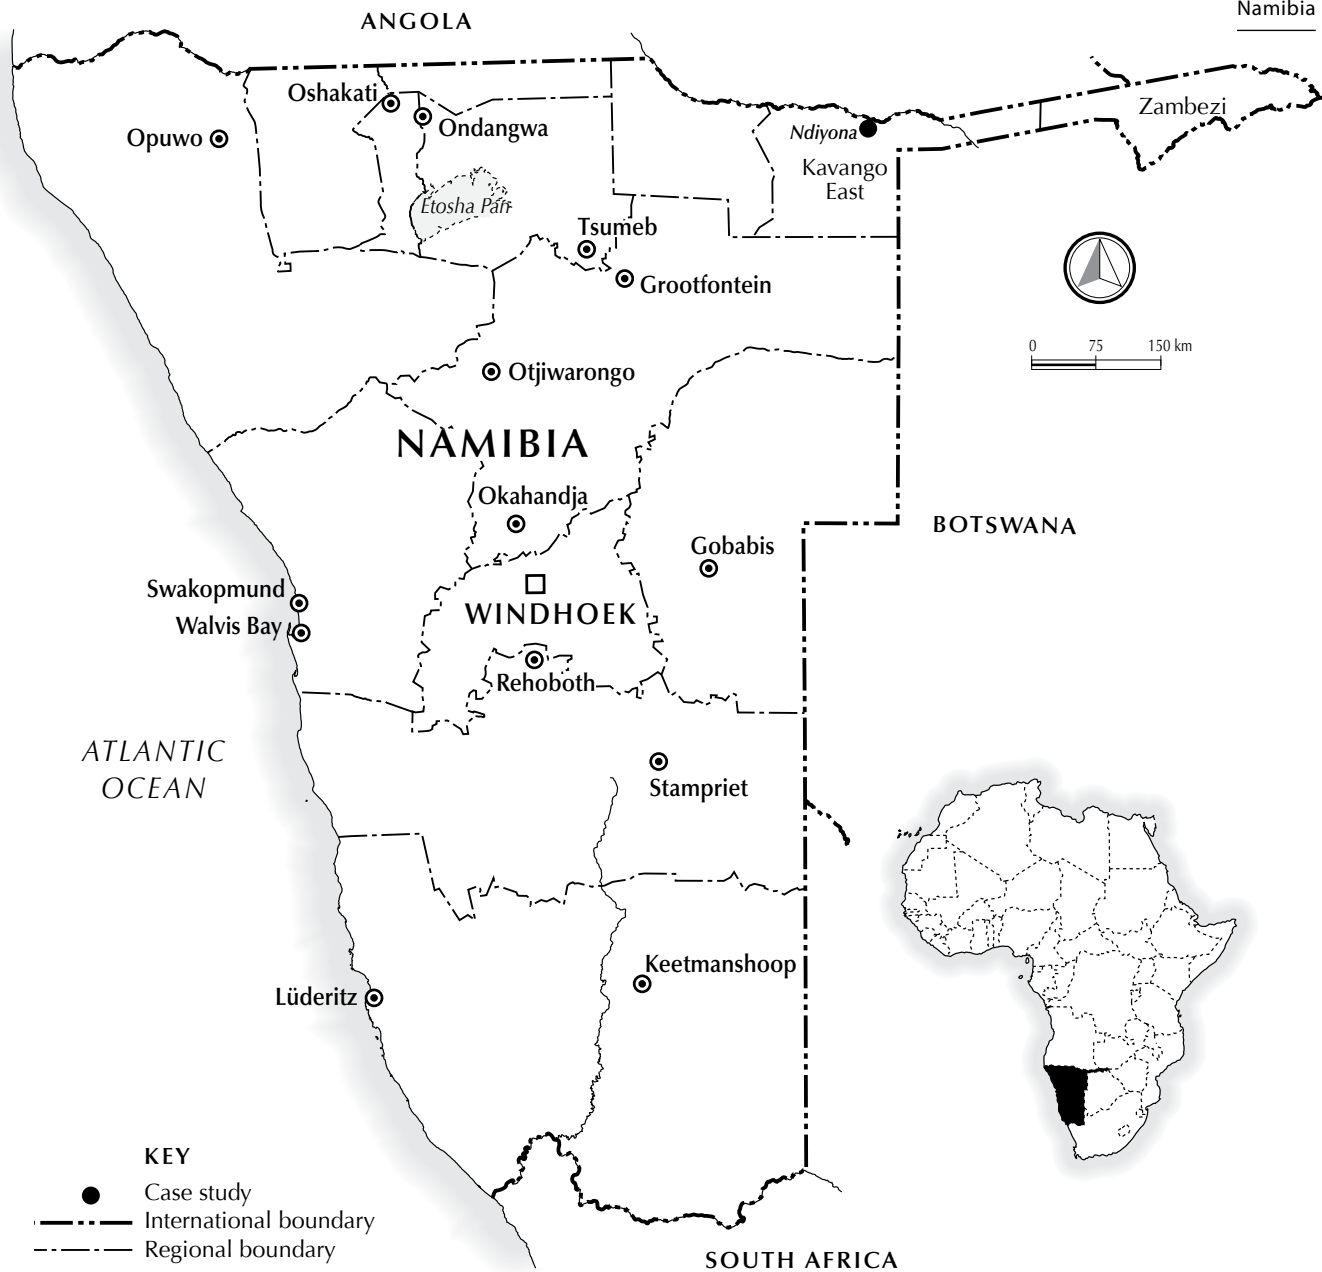 Namibia
ANGOLA
Oshakati
Ondangwa
Opuwo
Zambezi
Ndiyona
Kavango
East
Etosha Pan
Tsumeb
Grootfontein
0 75 150 km
Otjiwarongo
NAMIBIA
Okahandja
BOTSWANA
Gobabis
Swakopmund
WINDHOEK
Walvis Bay
Rehoboth
ATLANTIC
OCEAN
Stampriet
Keetmanshoop
Lüderitz
KEY
Case study
International boundary
Regional boundary
SOUTH AFRICA